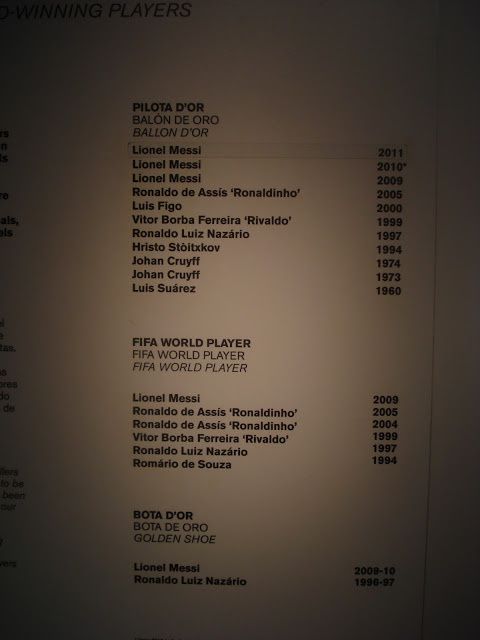 -WINNING PLAYERS
PILOTA D'OR
BALÓN DE ORO
BALLON D'OR
Lionel Messi 2011
Lionel Messi 2010*
Lionel Messi 2009
Ronaldo de Assís 'Ronaldinho' 2005
Luis Figo 2000
Vitor Borba Ferreira 'Rivaldo' 1999
Ronaldo Luiz Nazário 1997
Hristo Stòitxkov 1994
Johan Cruyff 1974
Johan Cruyff 1973
Luis Suárez 1960
FIFA WORLD PLAYER
FIFA WORLD PLAYER
FIFA WORLD PLAYER
Lionel Messi 2009
Ronaldo de Assís 'Ronaldinho' 2005
Ronaldo de Assís 'Ronaldinho' 2004
Vitor Borba Ferreira 'Rivaldo' 1999
Ronaldo Luiz Nazário 1997
Romário de Souza 1994
BOTA D'OR
BOTA DE ORO
GOLDEN SHOE
Lionel Messi 2009-10
Ronaldo Luiz Nazário 1996-97